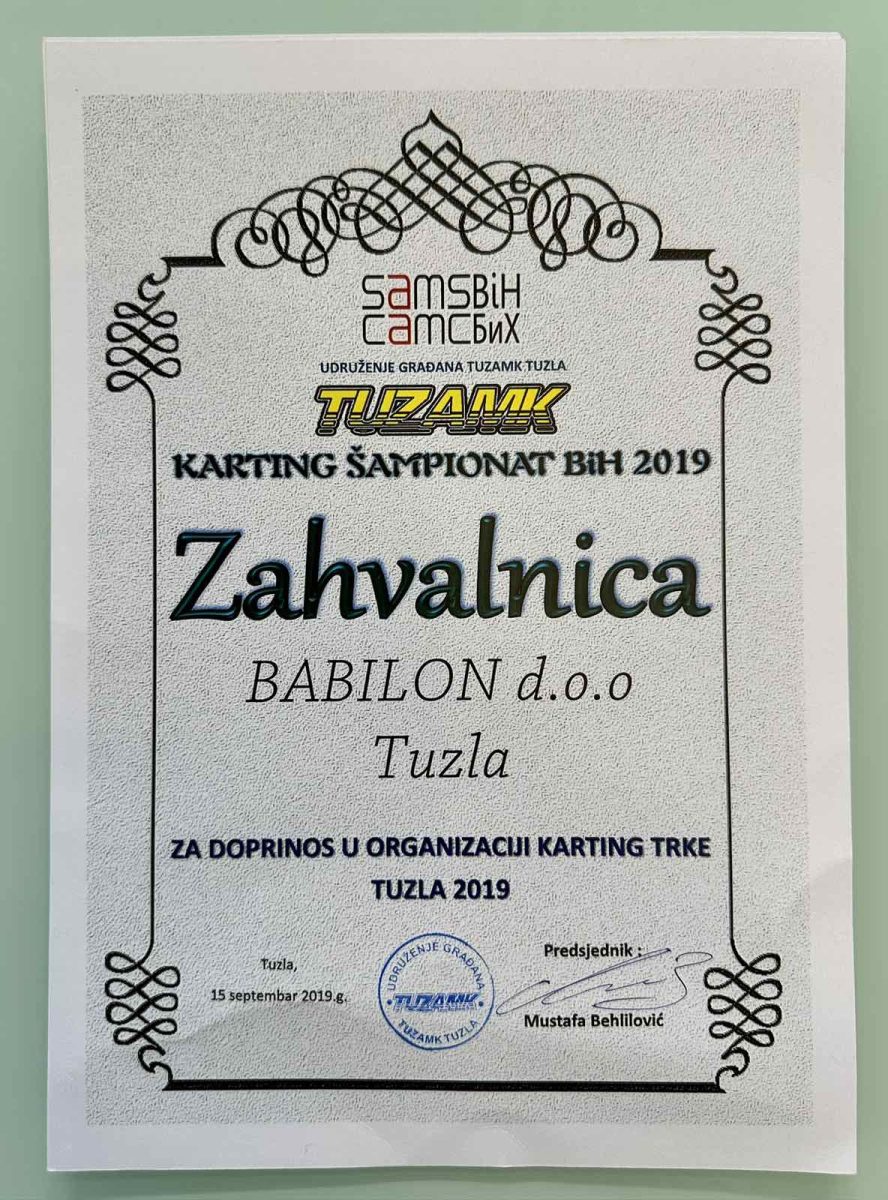 SAMSBiH
САМСБиХ
UDRUŽENJE GRAĐANA TUZAMK TUZLA
TUZAMK
KARTING ŠAMPIONAT BiH 2019
Zahvalnica
BABILON d.o.o
Tuzla
ZA DOPRINOS U ORGANIZACIJI KARTING TRKE
TUZLA 2019
Tuzla,
15 septembar 2019.g.
UDRUŽENJE GRAĐANA
TUZAMK
TUZAMK TUZLA
Predsjednik :
Mustafa Behlilović